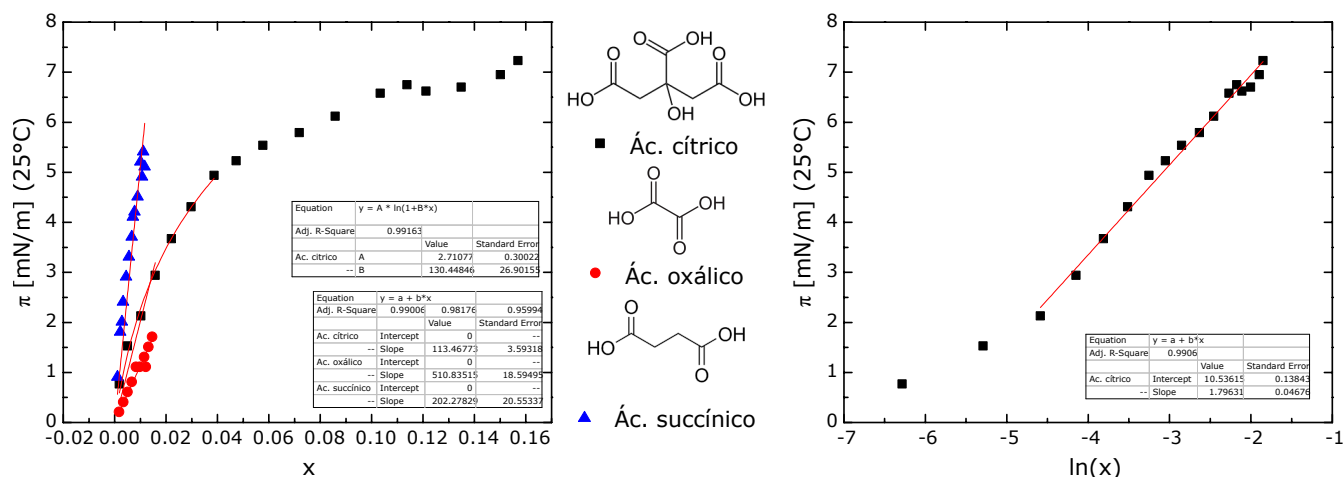 π [mN/m] (25°C)
8
7
6
5
4
3
2
1
0
-0.02 0.00 0.02 0.04 0.06 0.08 0.10 0.12 0.14 0.16
x
Equation y = A * ln(1+B*x)
Adj. R-Square 0.99163
Value Standard Error
Ác. cítrico A 2.71077 0.30022
-- B 130.44846 26.90155
Equation y = a + b*x
Adj. R-Square 0.99006 0.98176 0.95994
Value Standard Error
Ac. cítrico Intercept 0 --
-- Slope 113.46773 3.59318
Ac. oxálico Intercept 0 --
-- Slope 510.83515 18.59495
Ac. succínico Intercept 0 --
-- Slope 202.27829 20.55337
O OH
O O
HO OH OH
Ác. cítrico
O
HO OH
O
Ác. oxálico
O
HO OH
O
Ác. succínico
π [mN/m] (25°C)
8
7
6
5
4
3
2
1
0
-7 -6 -5 -4 -3 -2 -1
ln(x)
Equation y = a + b*x
Adj. R-Square 0.9906
Value Standard Error
Ác. cítrico Intercept 10.53615 0.13843
-- Slope 1.79631 0.04676